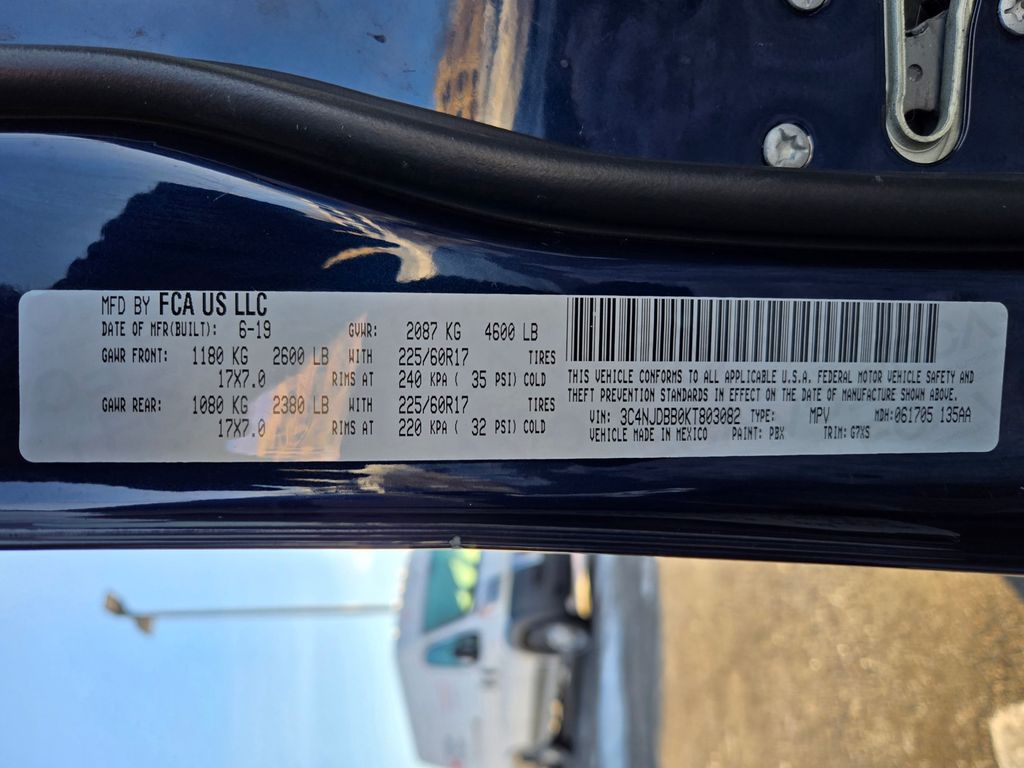 MFD BY FCA US LLC
DATE OF MFR(BUILT): 6-19 GVWR: 2087 KG 4600 LB
GAWR FRONT: 1180 KG 2600 LB WITH 225/60R17 TIRES
17X7.0 RIMS AT 240 KPA ( 35 PSI) COLD
GAWR REAR: 1080 KG 2380 LB WITH 225/60R17 TIRES
17X7.0 RIMS AT 220 KPA ( 32 PSI) COLD
THIS VEHICLE CONFORMS TO ALL APPLICABLE U.S.A. FEDERAL MOTOR VEHICLE SAFETY AND
THEFT PREVENTION STANDARDS IN EFFECT ON THE DATE OF MANUFACTURE SHOWN ABOVE.
VIN: 3C4NJDBB0KT803082 TYPE: MPV MDH: 061705 135AA
VEHICLE MADE IN MEXICO PAINT: PBX TRIM: G7XS